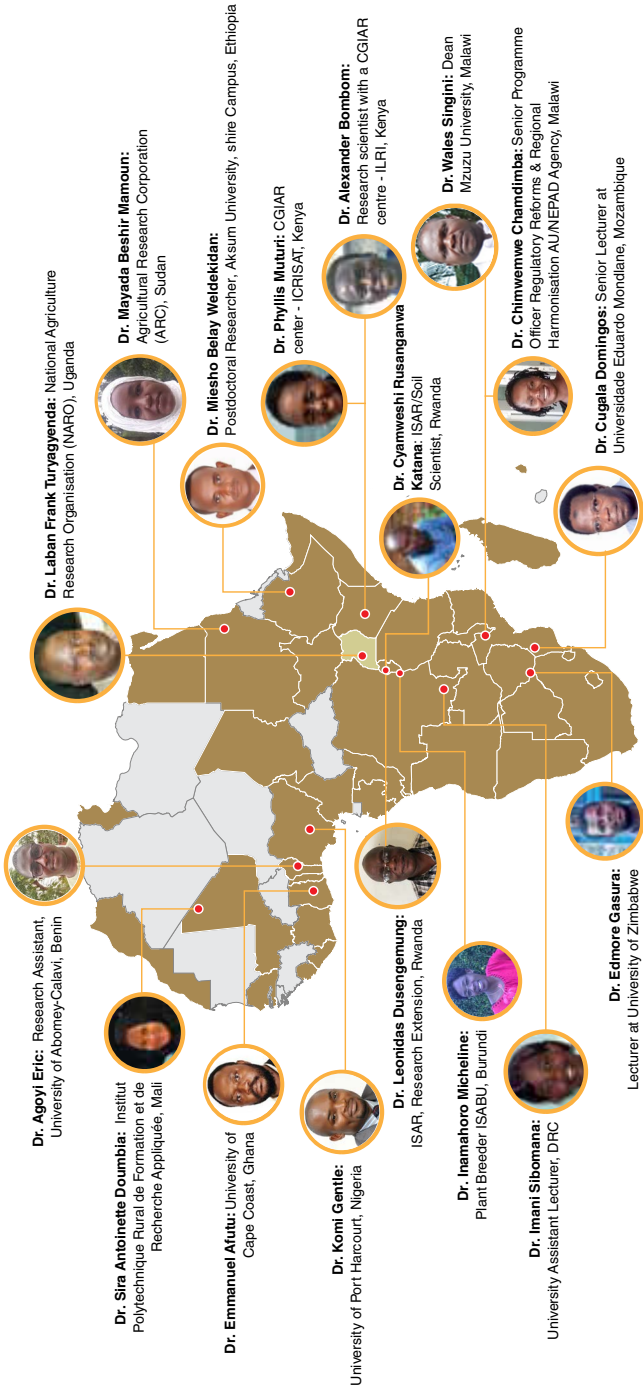 Dr. Agoyi Eric: Research Assistant,
University of Abomey-Calavi, Benin
Dr. Sira Antoinette Doumbia: Institut
Polytechnique Rural de Formation et de
Recherche Appliquée, Mali
Dr. Emmanuel Afutu: University of
Cape Coast, Ghana
Dr. Komi Gentle:
University of Port Harcourt, Nigeria
Dr. Leonidas Dusengemung:
ISAR, Research Extension, Rwanda
Dr. Inamahoro Micheline:
Plant Breeder ISABU, Burundi
Dr. Imani Sibomana:
University Assistant Lecturer, DRC
Dr. Edmore Gasura:
Lecturer at University of Zimbabwe
Dr. Laban Frank Turyagyenda: National Agriculture
Research Organisation (NARO), Uganda
Dr. Mayada Beshir Mamoun:
Agricultural Research Corporation
(ARC), Sudan
Dr. Miesho Belay Weldekidan:
Postdoctoral Researcher, Aksum University, shire Campus, Ethiopia
Dr. Phyllis Muturi: CGIAR
center - ICRISAT, Kenya
Dr. Alexander Bombom:
Research scientist with a CGIAR
centre - ILRI, Kenya
Dr. Cyamweshi Rusanganwa
Katana: ISAR/Soil
Scientist, Rwanda
Dr. Wales Singini: Dean
Mzuzu University, Malawi
Dr. Chimwemwe Chamdimba: Senior Programme
Officer Regulatory Reforms & Regional
Harmonisation AU/NEPAD Agency, Malawi
Dr. Cugala Domingos: Senior Lecturer at
Universidade Eduardo Mondlane, Mozambique